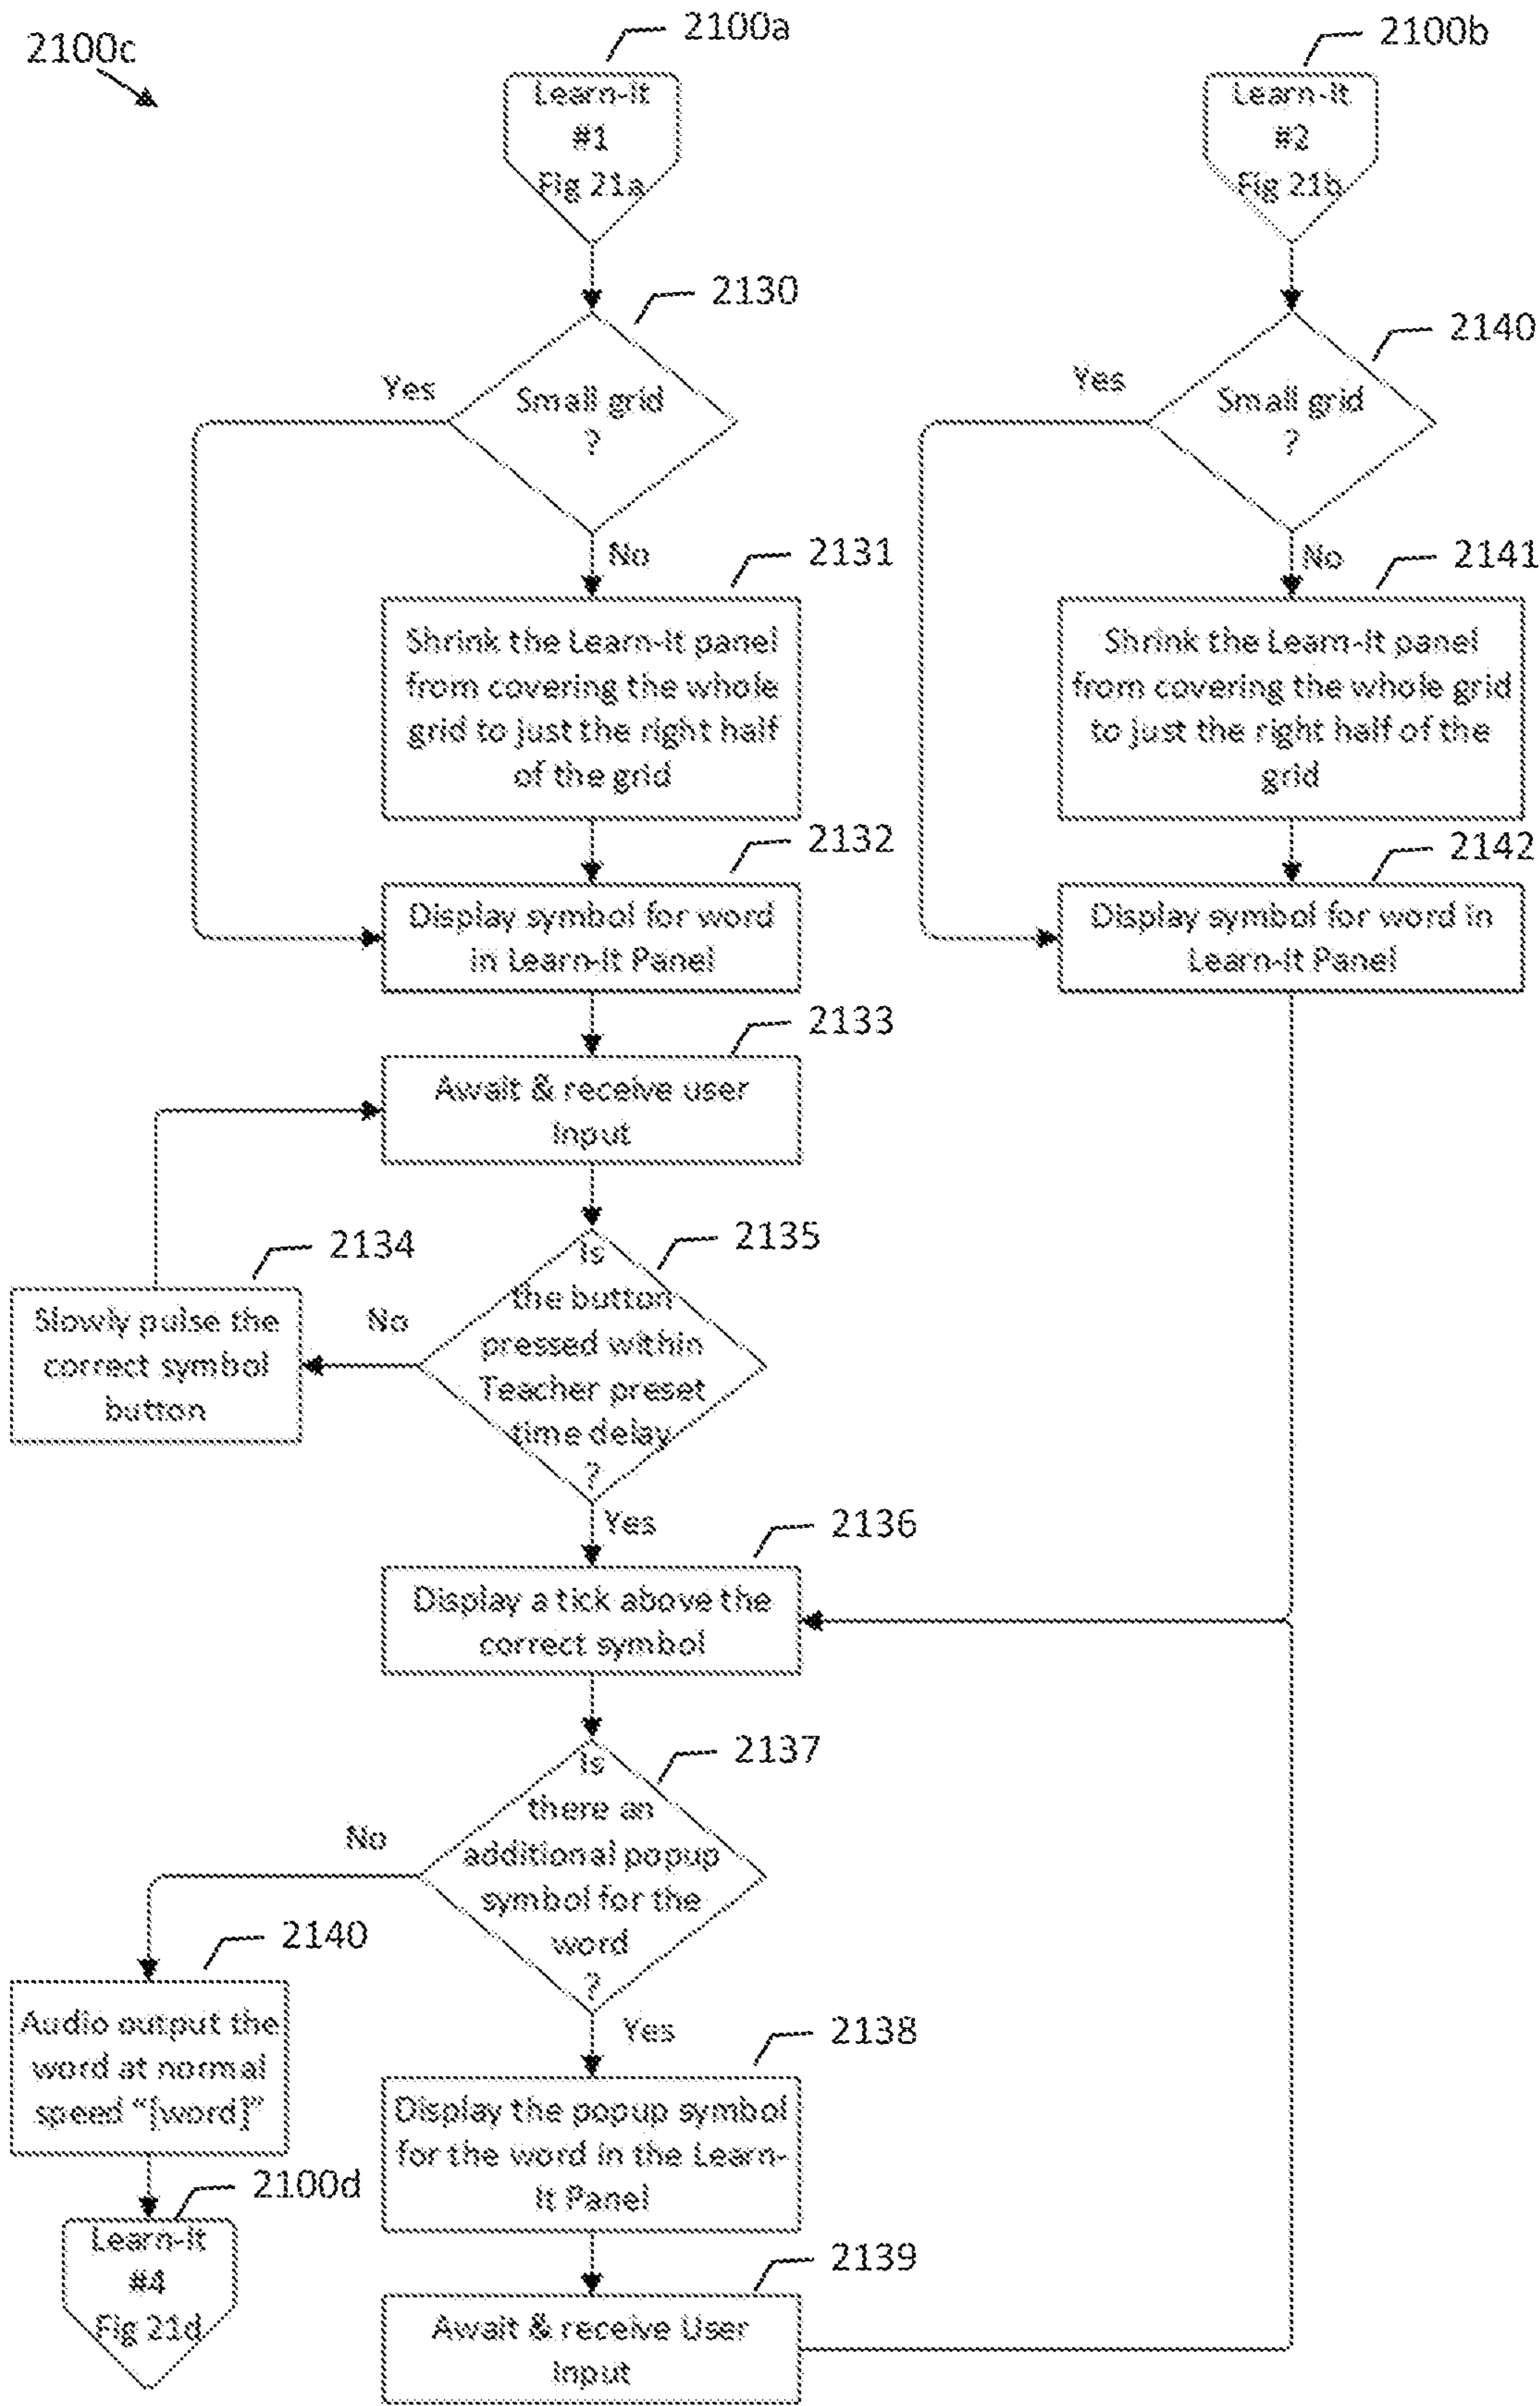 2100c
2100a
Learn-It
#1
Fig 21a
2100b
Learn-It
#2
Fig 21b
2130
Small grid
?
Yes
No
2140
Small grid
?
Yes
No
2131
Shrink the Learn-It panel
from covering the whole
grid to just the right half
of the grid
2141
Shrink the Learn-It panel
from covering the whole grid
to just the right half of the
grid
2132
Display symbol for word
in Learn-It Panel
2142
Display symbol for word in
Learn-It Panel
2133
Await & receive user
Input
2134
Slowly pulse the
correct symbol
button
No
2135
Is
the button
pressed within
Teacher preset
time delay
?
Yes
2136
Display a tick above the
correct symbol
2137
Is
there an
additional popup
symbol for the
word
?
No
Yes
2140
Audio output the
word at normal
speed “[word]”
2138
Display the popup symbol
for the word in the Learn-
It Panel
2100d
Learn-It
#4
Fig 21d
2139
Await & receive User
Input